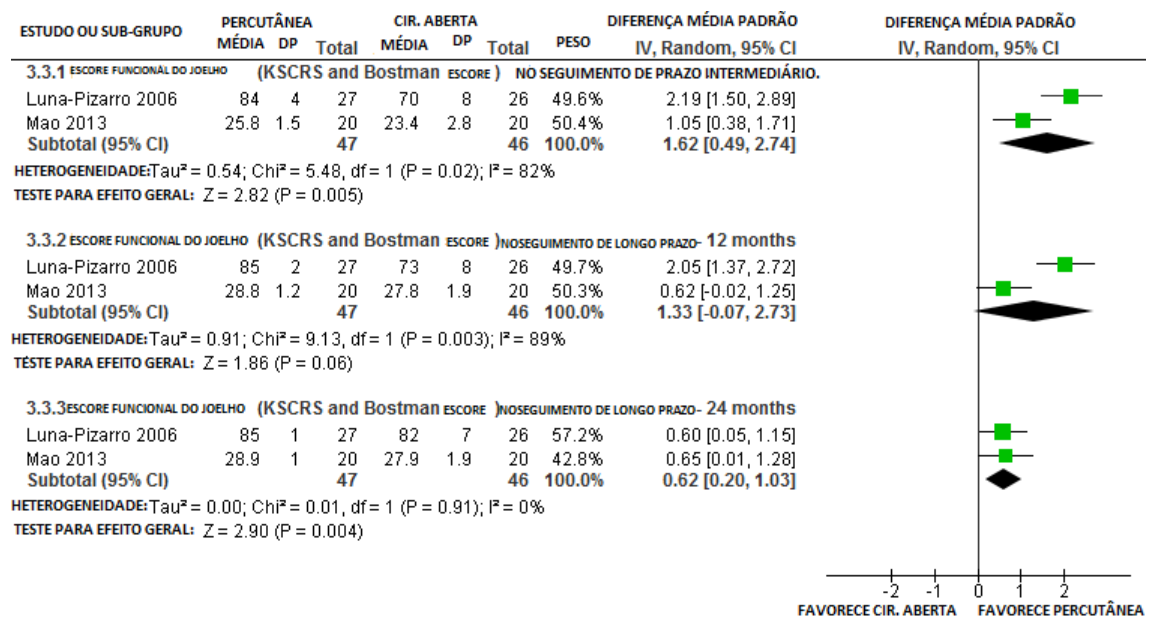 ESTUDO OU SUB-GRUPO PERCUTÂNEA CIR. ABERTA DIFERENÇA MÉDIA PADRÃO DIFERENÇA MÉDIA PADRÃO
MÉDIA DP Total MÉDIA DP Total PESO IV, Random, 95% CI IV, Random, 95% CI
3.3.1 ESCORE FUNCIONAL DO JOELHO (KSCRS and Bostman ESCORE ) NO SEGUIMENTO DE PRAZO INTERMEDIÁRIO.
Luna-Pizarro 2006 84 4 27 70 8 26 49.6% 2.19 [1.50, 2.89]
Mao 2013 25.8 1.5 20 23.4 2.8 20 50.4% 1.05 [0.38, 1.71]
Subtotal (95% CI) 47 46 100.0% 1.62 [0.49, 2.74]
HETEROGENEIDADE:Tau² = 0.54; Chi² = 5.48, df = 1 (P = 0.02); I² = 82%
TESTE PARA EFEITO GERAL: Z = 2.82 (P = 0.005)
3.3.2 ESCORE FUNCIONAL DO JOELHO (KSCRS and Bostman ESCORE )NOSEGUIMENTO DE LONGO PRAZO- 12 months
Luna-Pizarro 2006 85 2 27 73 8 26 49.7% 2.05 [1.37, 2.72]
Mao 2013 28.8 1.2 20 27.8 1.9 20 50.3% 0.62 [-0.02, 1.25]
Subtotal (95% CI) 47 46 100.0% 1.33 [-0.07, 2.73]
HETEROGENEIDADE:Tau² = 0.91; Chi² = 9.13, df = 1 (P = 0.003); I² = 89%
TESTE PARA EFEITO GERAL: Z = 1.86 (P = 0.06)
3.3.3ESCORE FUNCIONAL DO JOELHO (KSCRS and Bostman ESCORE )NOSEGUIMENTO DE LONGO PRAZO- 24 months
Luna-Pizarro 2006 85 1 27 82 7 26 57.2% 0.60 [0.05, 1.15]
Mao 2013 28.9 1 20 27.9 1.9 20 42.8% 0.65 [0.01, 1.28]
Subtotal (95% CI) 47 46 100.0% 0.62 [0.20, 1.03]
HETEROGENEIDADE:Tau² = 0.00; Chi² = 0.01, df = 1 (P = 0.91); I² = 0%
TESTE PARA EFEITO GERAL: Z = 2.90 (P = 0.004)
-2 -1 0 1 2
FAVORECE CIR. ABERTA FAVORECE PERCUTÂNEA